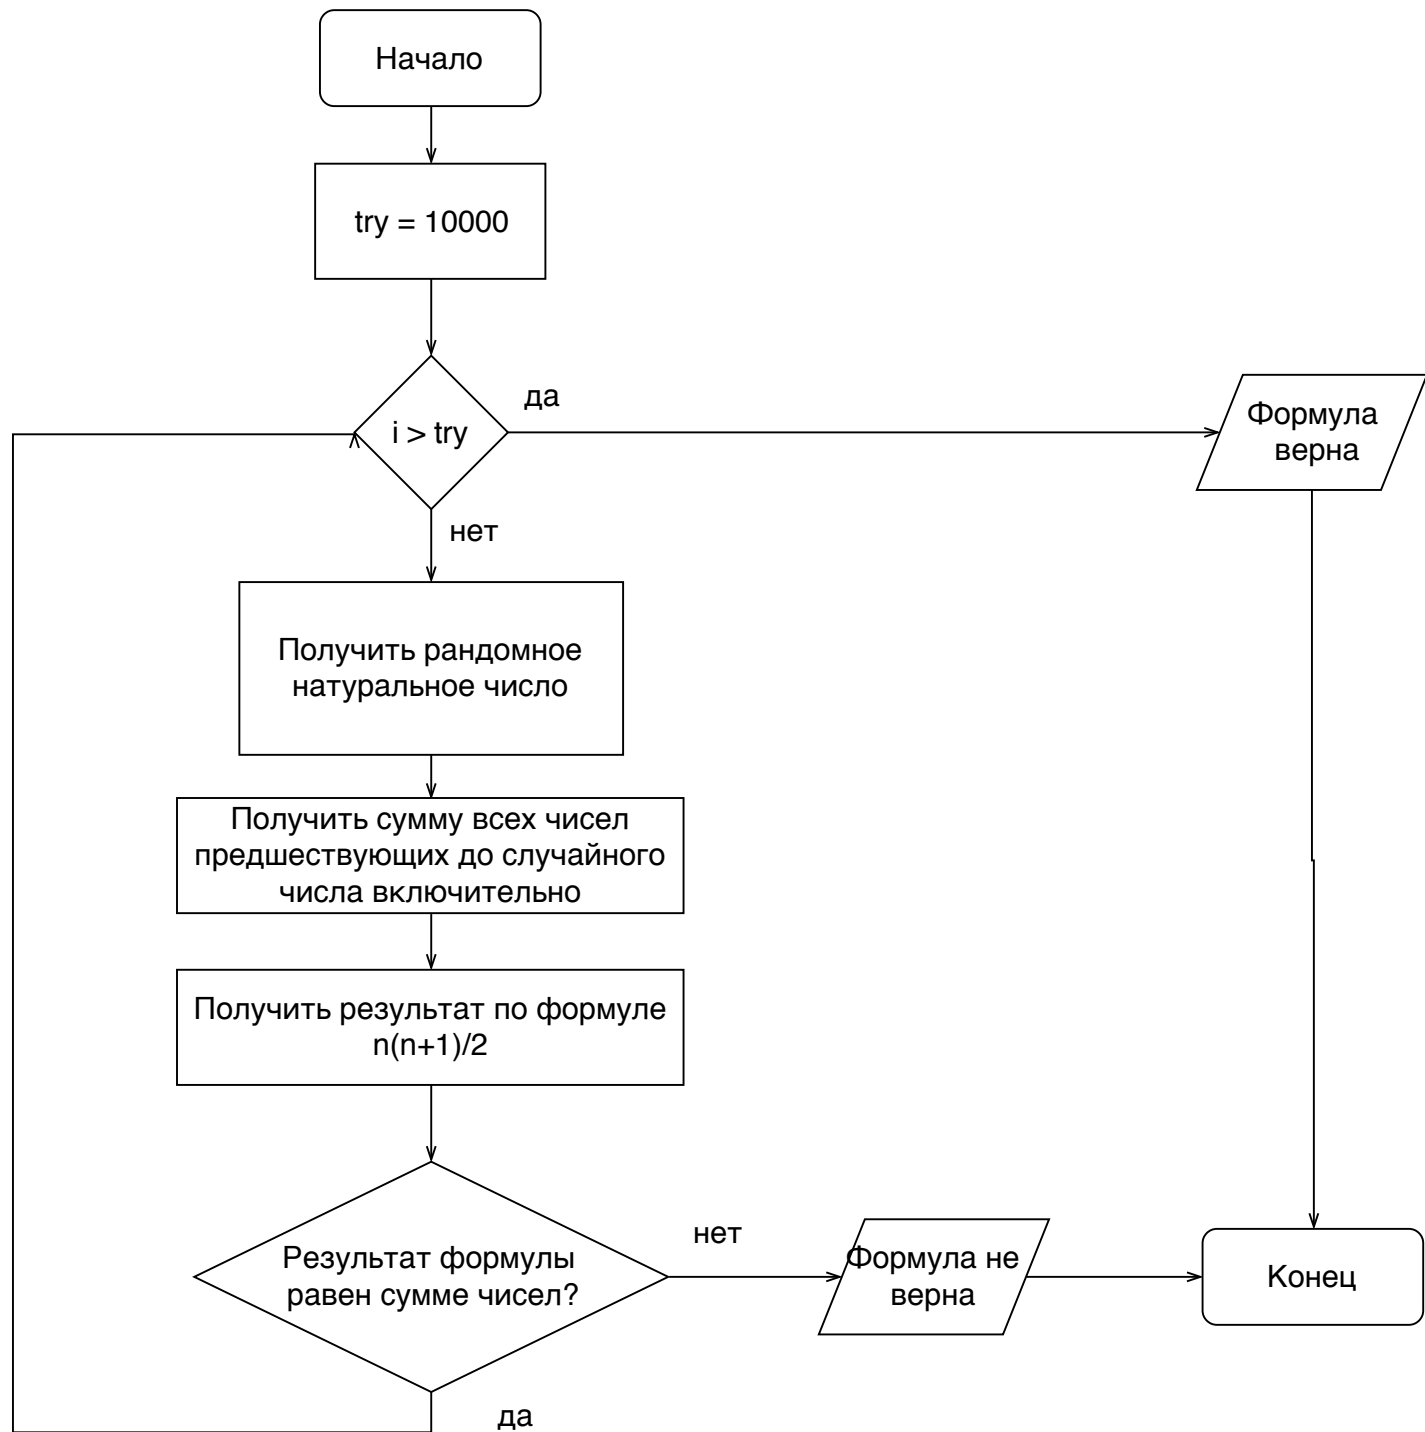 Начало
try = 10000
i > try
да
Формула
верна
нет
Получить рандомное
натуральное число
Получить сумму всех чисел
предшествующих до случайного
числа включительно
Получить результат по формуле
n(n+1)/2
Результат формулы
равен сумме чисел?
нет
Формула не
верна
Конец
да